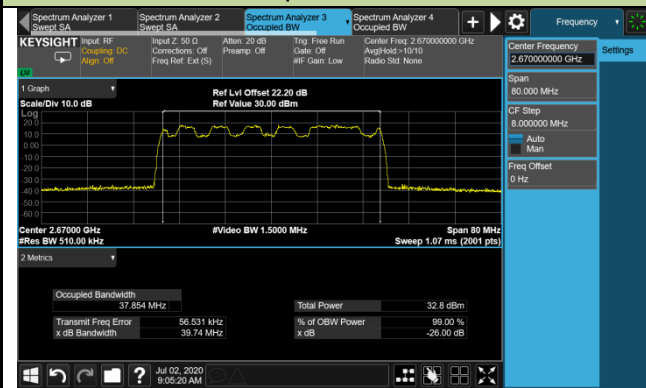 Spectrum Analyzer 1
Swept SA
Spectrum Analyzer 2
Swept SA
Spectrum Analyzer 3
Occupied BW
Spectrum Analyzer 4
Occupied BW
Frequency
KEYSIGHT
Input: RF
Coupling: DC
Align: Off
Input Z: 50 Ω
Corrections: Off
Freq Ref: Ext (S)
Atten: 20 dB
Preamp: Off
Trig: Free Run
Gate: Off
#IF Gain: Low
Center Freq: 2.670000000 GHz
Avg|Hold:>10/10
Radio Std: None
Center Frequency
2.670000000 GHz
Settings
Span
80.000 MHz
CF Step
8.000000 MHz
Auto
Man
Freq Offset
0 Hz
1 Graph
Scale/Div 10.0 dB
Ref Lvl Offset 22.20 dB
Ref Value 30.00 dBm
Log
20.0
10.0
0.00
-10.0
-20.0
-30.0
-40.0
-50.0
-60.0
Center 2.67000 GHz
#Video BW 1.5000 MHz
Span 80 MHz
#Res BW 510.00 kHz
Sweep 1.07 ms (2001 pts)
2 Metrics
Occupied Bandwidth
37.854 MHz
Total Power
32.8 dBm
Transmit Freq Error
56.531 kHz
% of OBW Power
99.00 %
x dB Bandwidth
39.74 MHz
x dB
-26.00 dB
Jul 02, 2020
9:05:20 AM